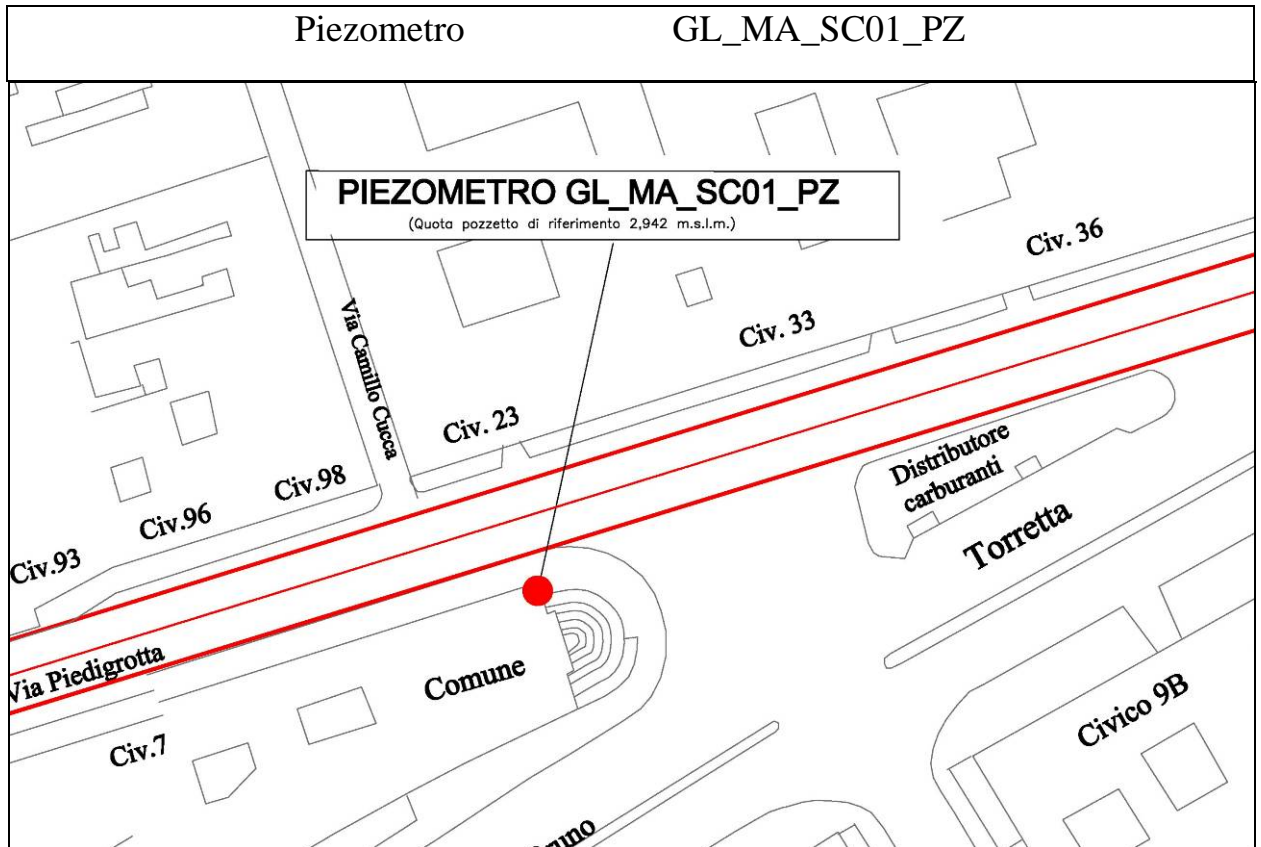 Piezometro GL_MA_SC01_PZ
PIEZOMETRO GL_MA_SC01_PZ
(Quota pozzetto di riferimento 2,942 m.s.l.m.)
Civ. 36
Via Camillo Cucca
Civ. 33
Civ. 23
Distributore
carburanti
Civ.98
Civ.96
Torretta
Civ.93
Via Piedigrotta
Comune
Civico 9B
Civ.7